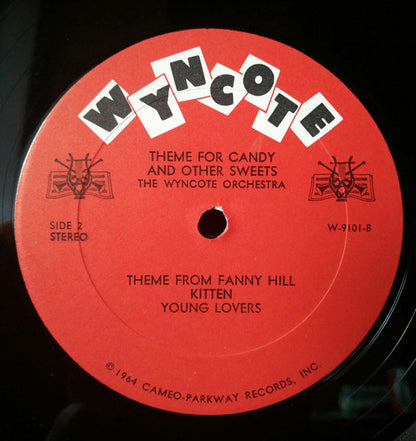 WYNCOTE
THEME FOR CANDY
AND OTHER SWEETS
THE WYNCOTE ORCHESTRA
SIDE 2
STEREO
W-9101-B
THEME FROM FANNY HILL
KITTEN
YOUNG LOVERS
© 1964 CAMEO-PARKWAY RECORDS, INC.